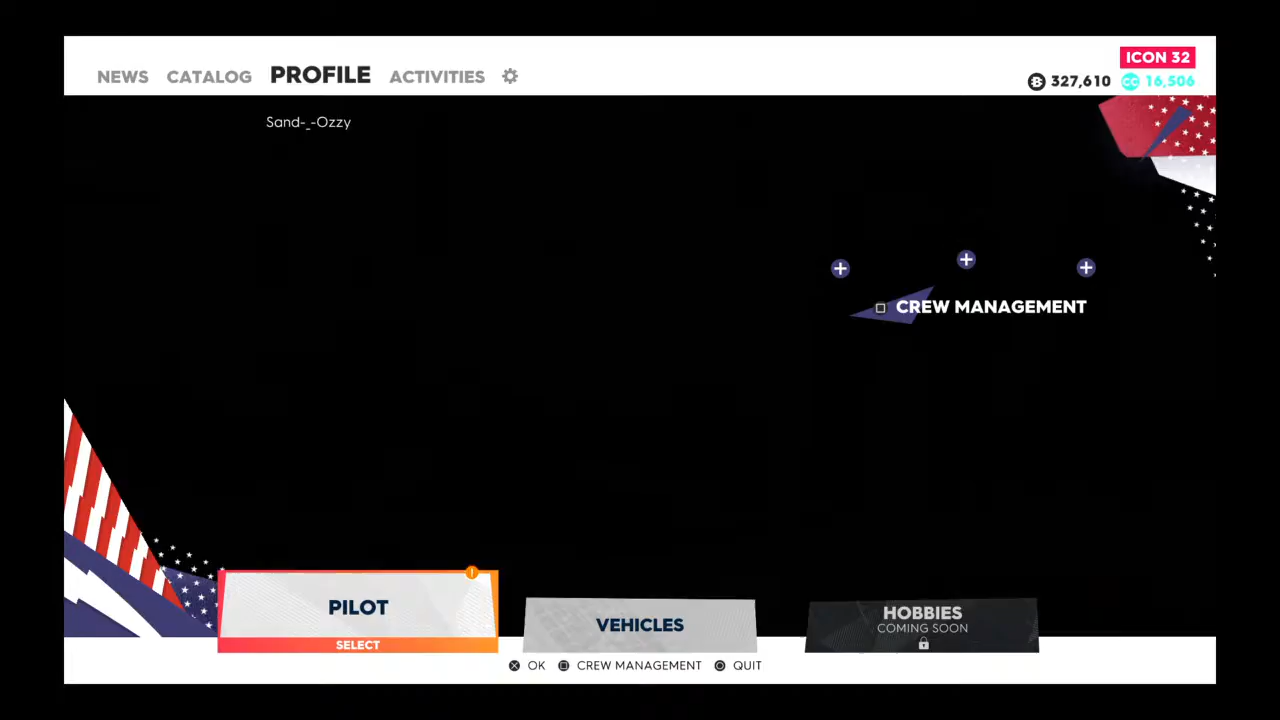 ICON 32
NEWS CATALOG PROFILE ACTIVITIES
327,610 CC 16,506
Sand-_-Ozzy
CREW MANAGEMENT
PILOT
SELECT
VEHICLES
HOBBIES
COMING SOON
OK CREW MANAGEMENT QUIT